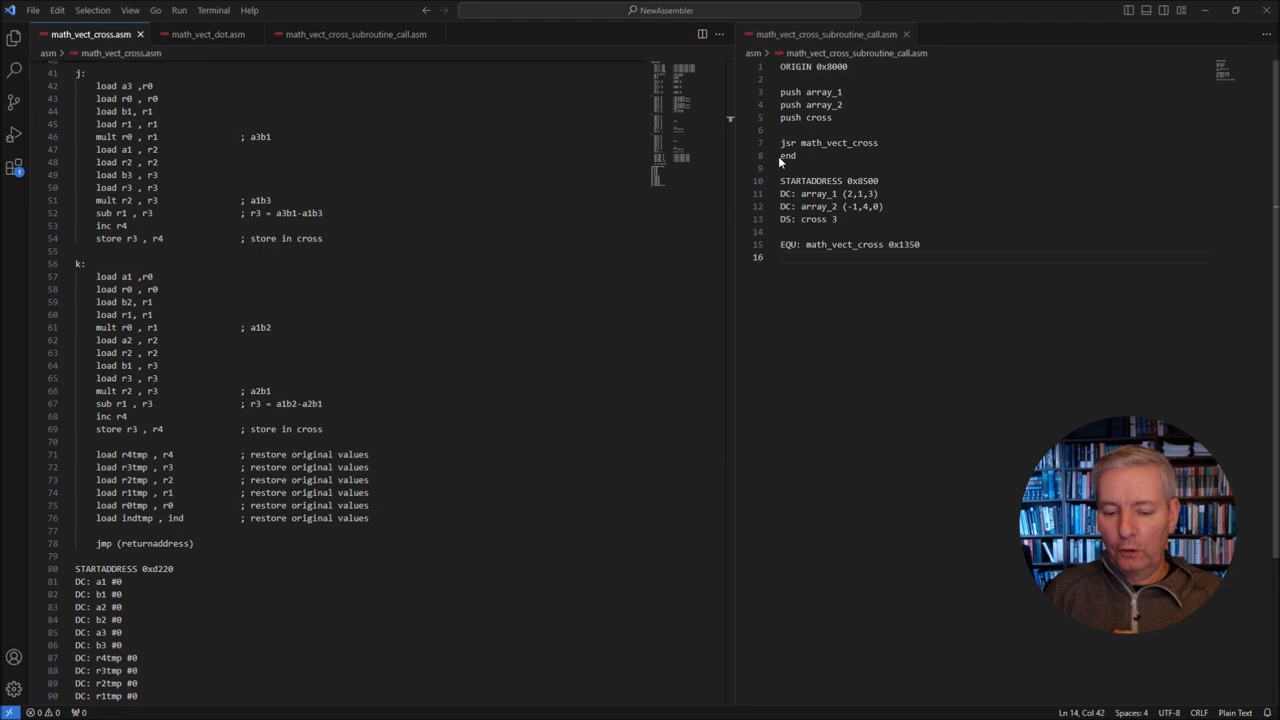 File Edit Selection View Go Run Terminal Help
NewAssembler
math_vect_cross.asm
math_vect_dot.asm
math_vect_cross_subroutine_call.asm
asm > math_vect_cross.asm
41 j:
42 load a3 ,r0
43 load r0 , r0
44 load b1, r1
45 load r1 , r1
46 mult r0 , r1 ; a3b1
47 load a1 , r2
48 load r2 , r2
49 load b3 , r3
50 load r3 , r3
51 mult r2 , r3 ; a1b3
52 sub r1 , r3 ; r3 = a3b1-a1b3
53 inc r4
54 store r3 , r4 ; store in cross
55
56 k:
57 load a1 ,r0
58 load r0 , r0
59 load b2, r1
60 load r1, r1
61 mult r0 , r1 ; a1b2
62 load a2 , r2
63 load r2 , r2
64 load b1 , r3
65 load r3 , r3
66 mult r2 , r3 ; a2b1
67 sub r1 , r3 ; r3 = a1b2-a2b1
68 inc r4
69 store r3 , r4 ; store in cross
70
71 load r4tmp , r4 ; restore original values
72 load r3tmp , r3 ; restore original values
73 load r2tmp , r2 ; restore original values
74 load r1tmp , r1 ; restore original values
75 load r0tmp , r0 ; restore original values
76 load indtmp , ind ; restore original values
77
78 jmp (returnaddress)
79
80 STARTADDRESS 0xd220
81 DC: a1 #0
82 DC: b1 #0
83 DC: a2 #0
84 DC: b2 #0
85 DC: a3 #0
86 DC: b3 #0
87 DC: r4tmp #0
88 DC: r3tmp #0
89 DC: r2tmp #0
90 DC: r1tmp #0
math_vect_cross_subroutine_call.asm
asm > math_vect_cross_subroutine_call.asm
1 ORIGIN 0x8000
2
3 push array_1
4 push array_2
5 push cross
6
7 jsr math_vect_cross
8 end
9
10 STARTADDRESS 0x8500
11 DC: array_1 (2,1,3)
12 DC: array_2 (-1,4,0)
13 DS: cross 3
14
15 EQU: math_vect_cross 0x1350
16
1
0 0 0 Ln 14, Col 42 Spaces: 4 UTF-8 CRLF Plain Text